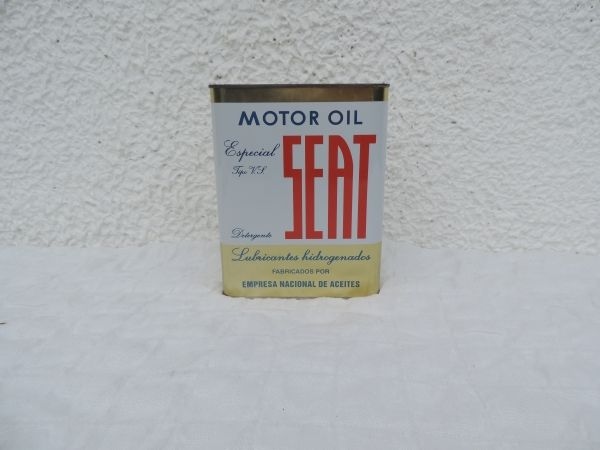 MOTOR OIL
Especial
Tipo V.S.
SEAT
Detergente
Lubricantes hidrogenados
FABRICADOS POR
EMPRESA NACIONAL DE ACEITES